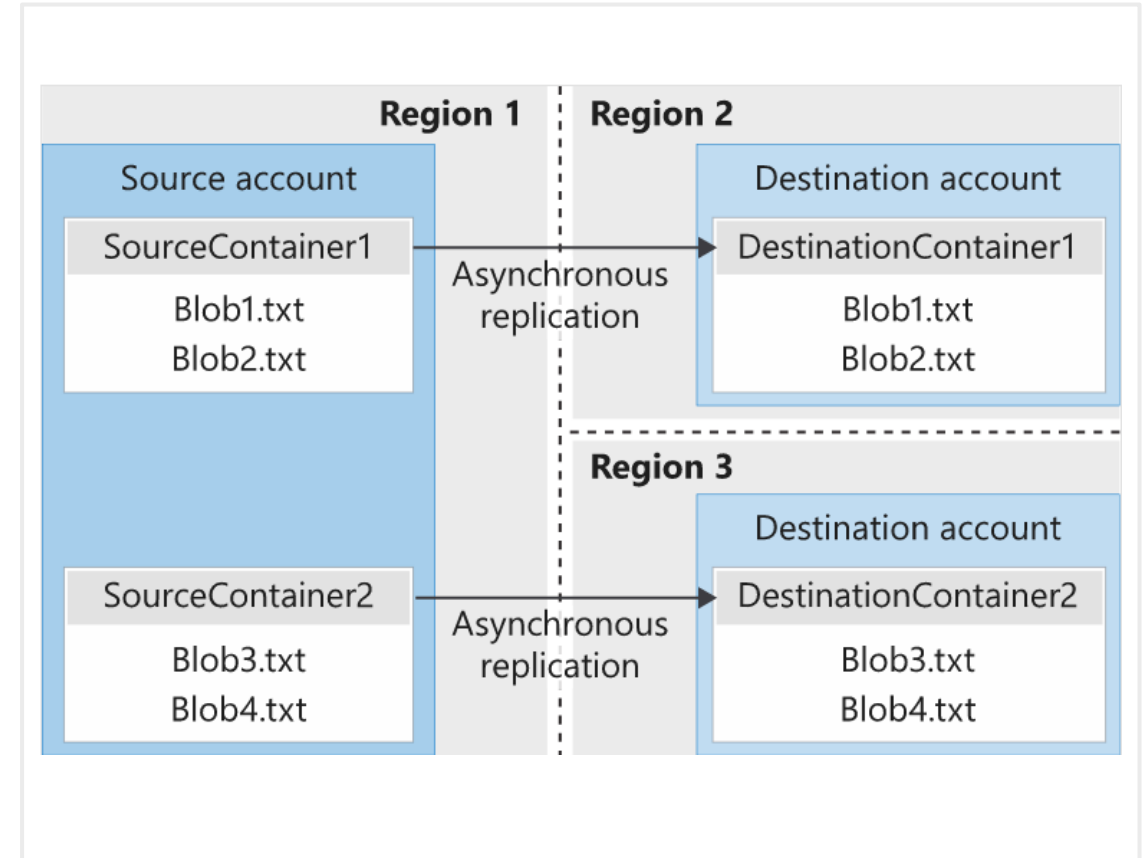 Region 1
Source account
SourceContainer1
Blob1.txt
Blob2.txt
Asynchronous
replication
Region 2
Destination account
DestinationContainer1
Blob1.txt
Blob2.txt
SourceContainer2
Blob3.txt
Blob4.txt
Asynchronous
replication
Region 3
Destination account
DestinationContainer2
Blob3.txt
Blob4.txt